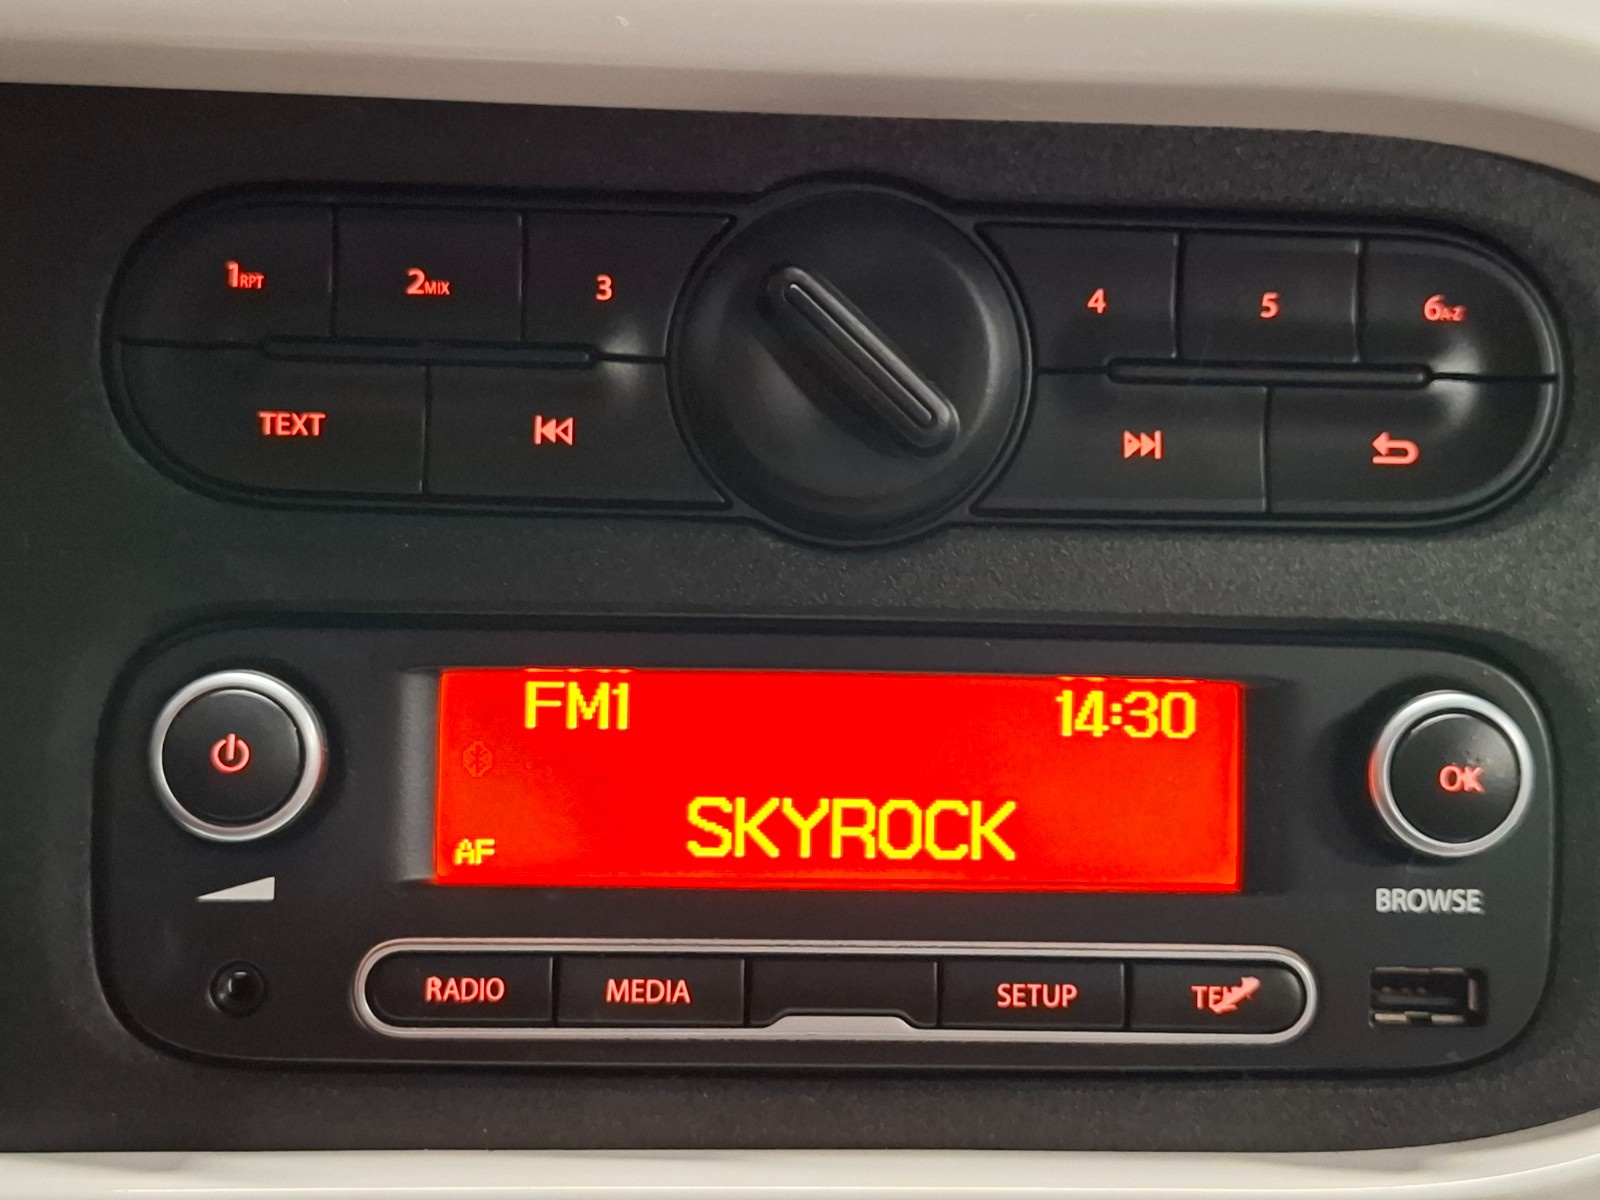 1RPT 2MIX 3 4 5 6A-Z
TEXT
FM1 14:30
AF SKYROCK
OK
BROWSE
RADIO MEDIA SETUP